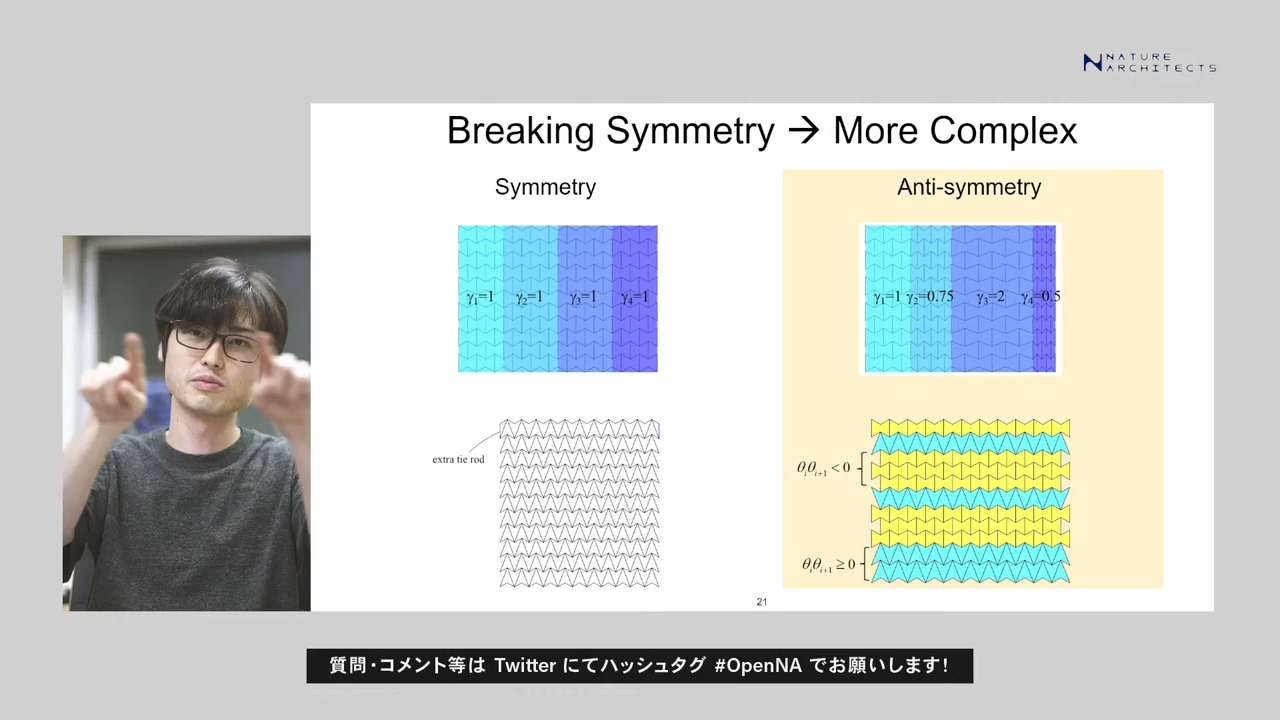 NATURE
ARCHITECTS
Breaking Symmetry → More Complex
Symmetry
Anti-symmetry
γ₁=1 γ₂=1 γ₃=1 γ₄=1
γ₁=1 γ₂=0.75 γ₃=2 γ₄=0.5
extra tie rod
θᵢθᵢ₊₁ < 0
θᵢθᵢ₊₁ ≥ 0
21
質問・コメント等は Twitter にてハッシュタグ #OpenNA でお願いします!